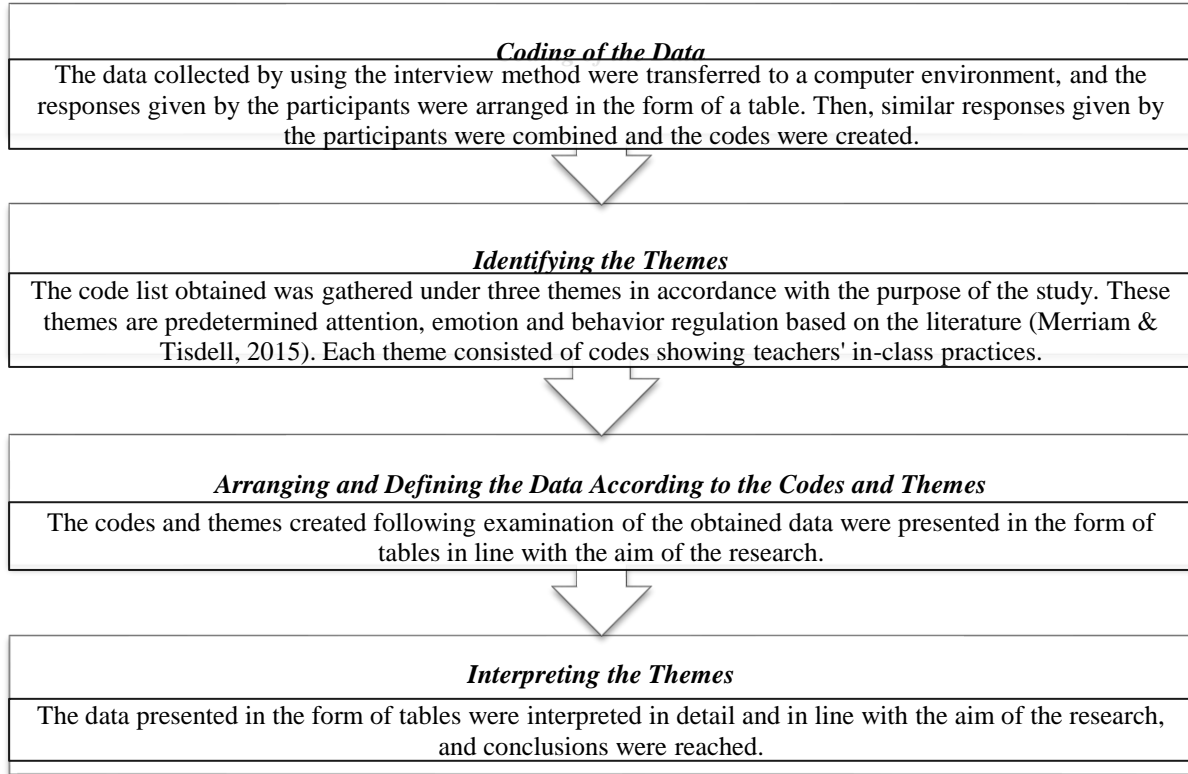 Coding of the Data
The data collected by using the interview method were transferred to a computer environment, and the
responses given by the participants were arranged in the form of a table. Then, similar responses given by
the participants were combined and the codes were created.
Identifying the Themes
The code list obtained was gathered under three themes in accordance with the purpose of the study. These
themes are predetermined attention, emotion and behavior regulation based on the literature (Merriam &
Tisdell, 2015). Each theme consisted of codes showing teachers' in-class practices.
Arranging and Defining the Data According to the Codes and Themes
The codes and themes created following examination of the obtained data were presented in the form of
tables in line with the aim of the research.
Interpreting the Themes
The data presented in the form of tables were interpreted in detail and in line with the aim of the research,
and conclusions were reached.